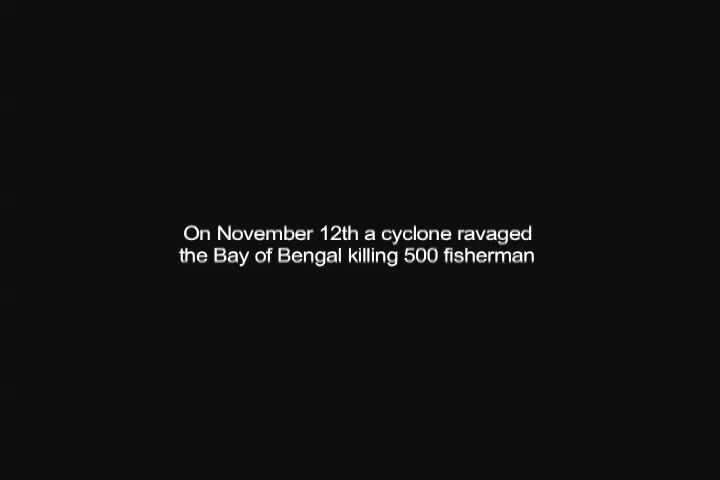 On November 12th a cyclone ravaged
the Bay of Bengal killing 500 fisherman